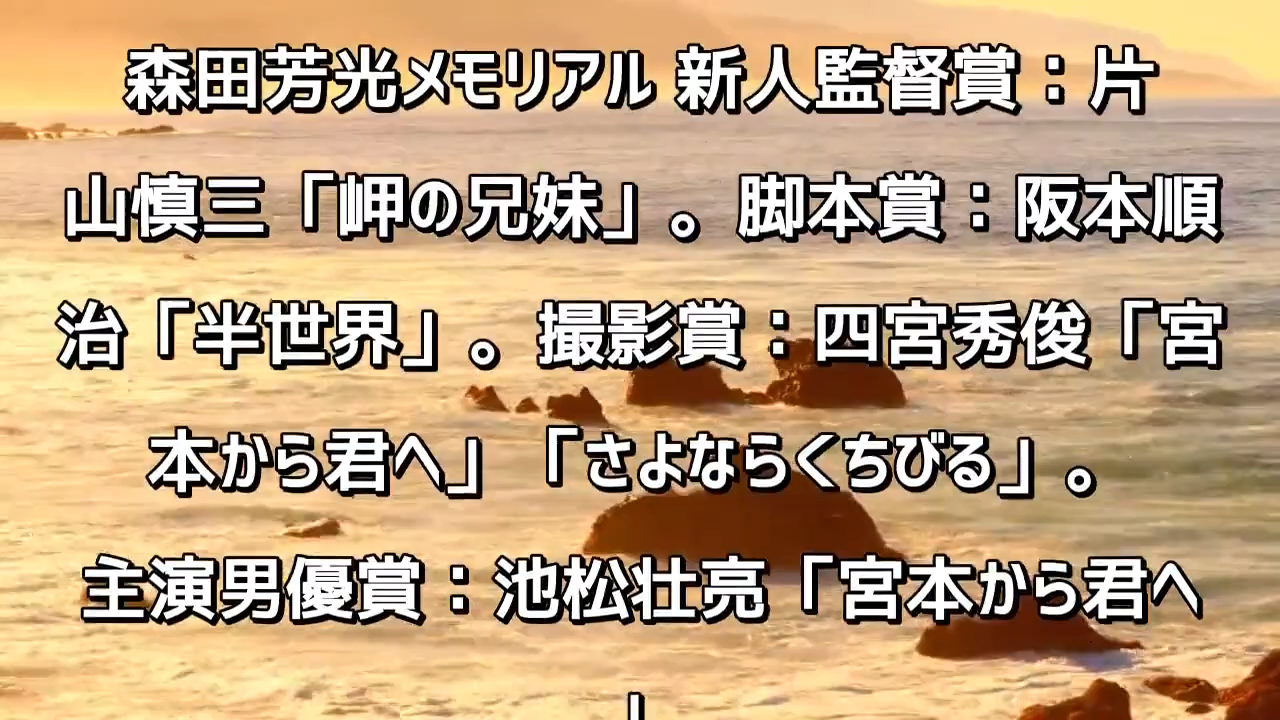 森田芳光メモリアル 新人監督賞：片
山慎三「岬の兄妹」。脚本賞：阪本順
治「半世界」。撮影賞：四宮秀俊「宮
本から君へ」「さよならくちびる」。
主演男優賞：池松壮亮「宮本から君へ
」